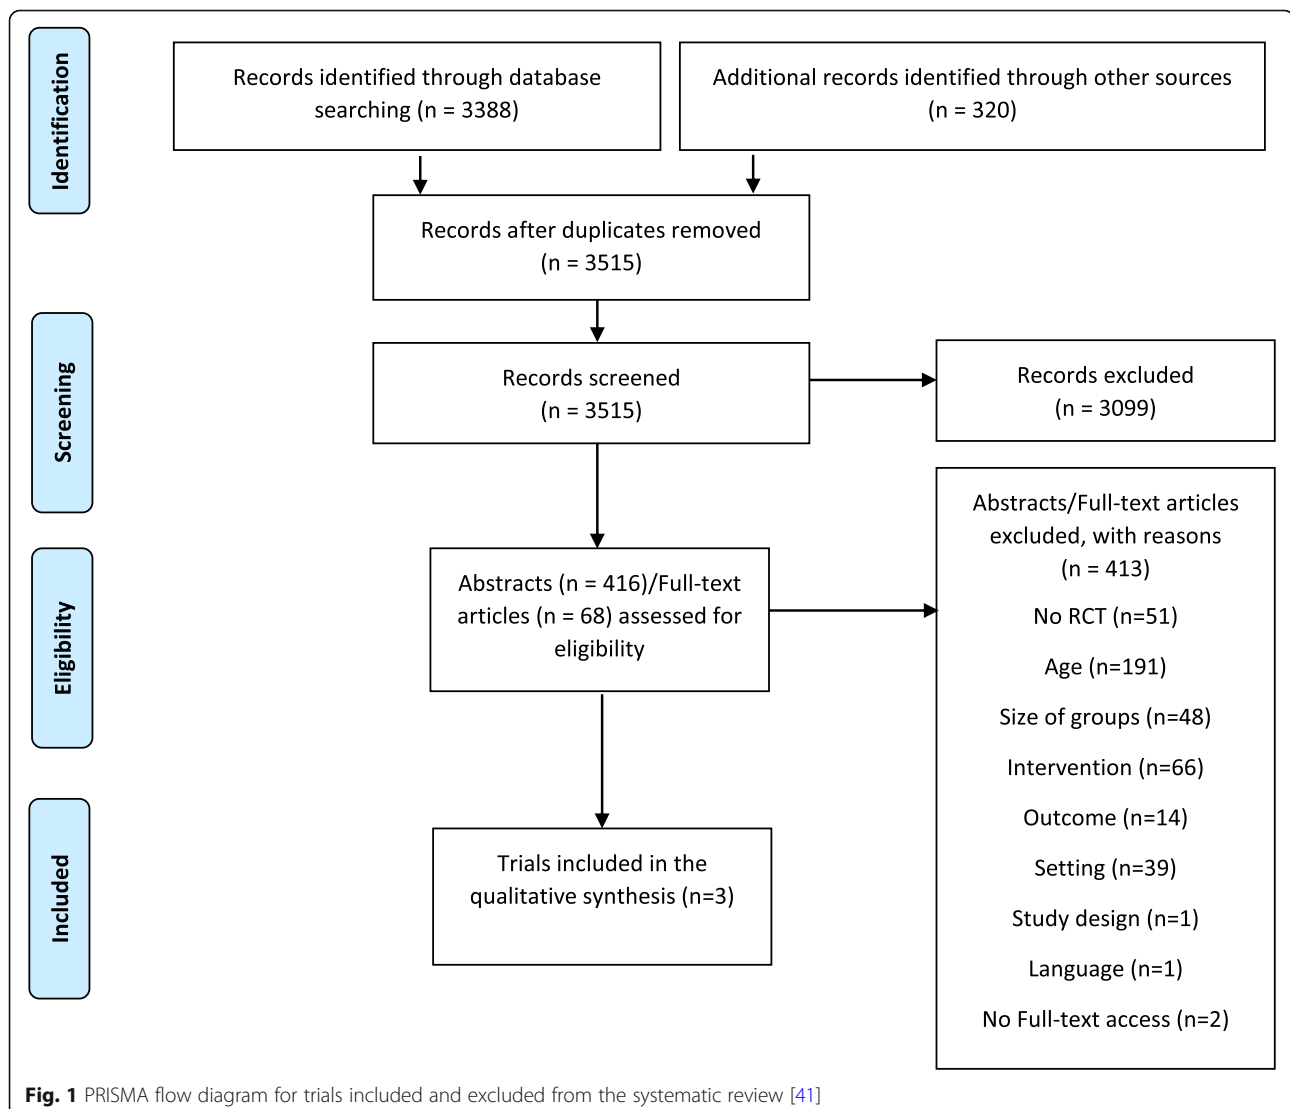 Identification
Records identified through database
searching (n = 3388)
Additional records identified through other sources
(n = 320)
Records after duplicates removed
(n = 3515)
Screening
Records screened
(n = 3515)
Records excluded
(n = 3099)
Eligibility
Abstracts (n = 416)/Full-text
articles (n = 68) assessed for
eligibility
Abstracts/Full-text articles
excluded, with reasons
(n = 413)
No RCT (n=51)
Age (n=191)
Size of groups (n=48)
Intervention (n=66)
Outcome (n=14)
Setting (n=39)
Study design (n=1)
Language (n=1)
No Full-text access (n=2)
Included
Trials included in the
qualitative synthesis (n=3)
Fig. 1 PRISMA flow diagram for trials included and excluded from the systematic review [41]